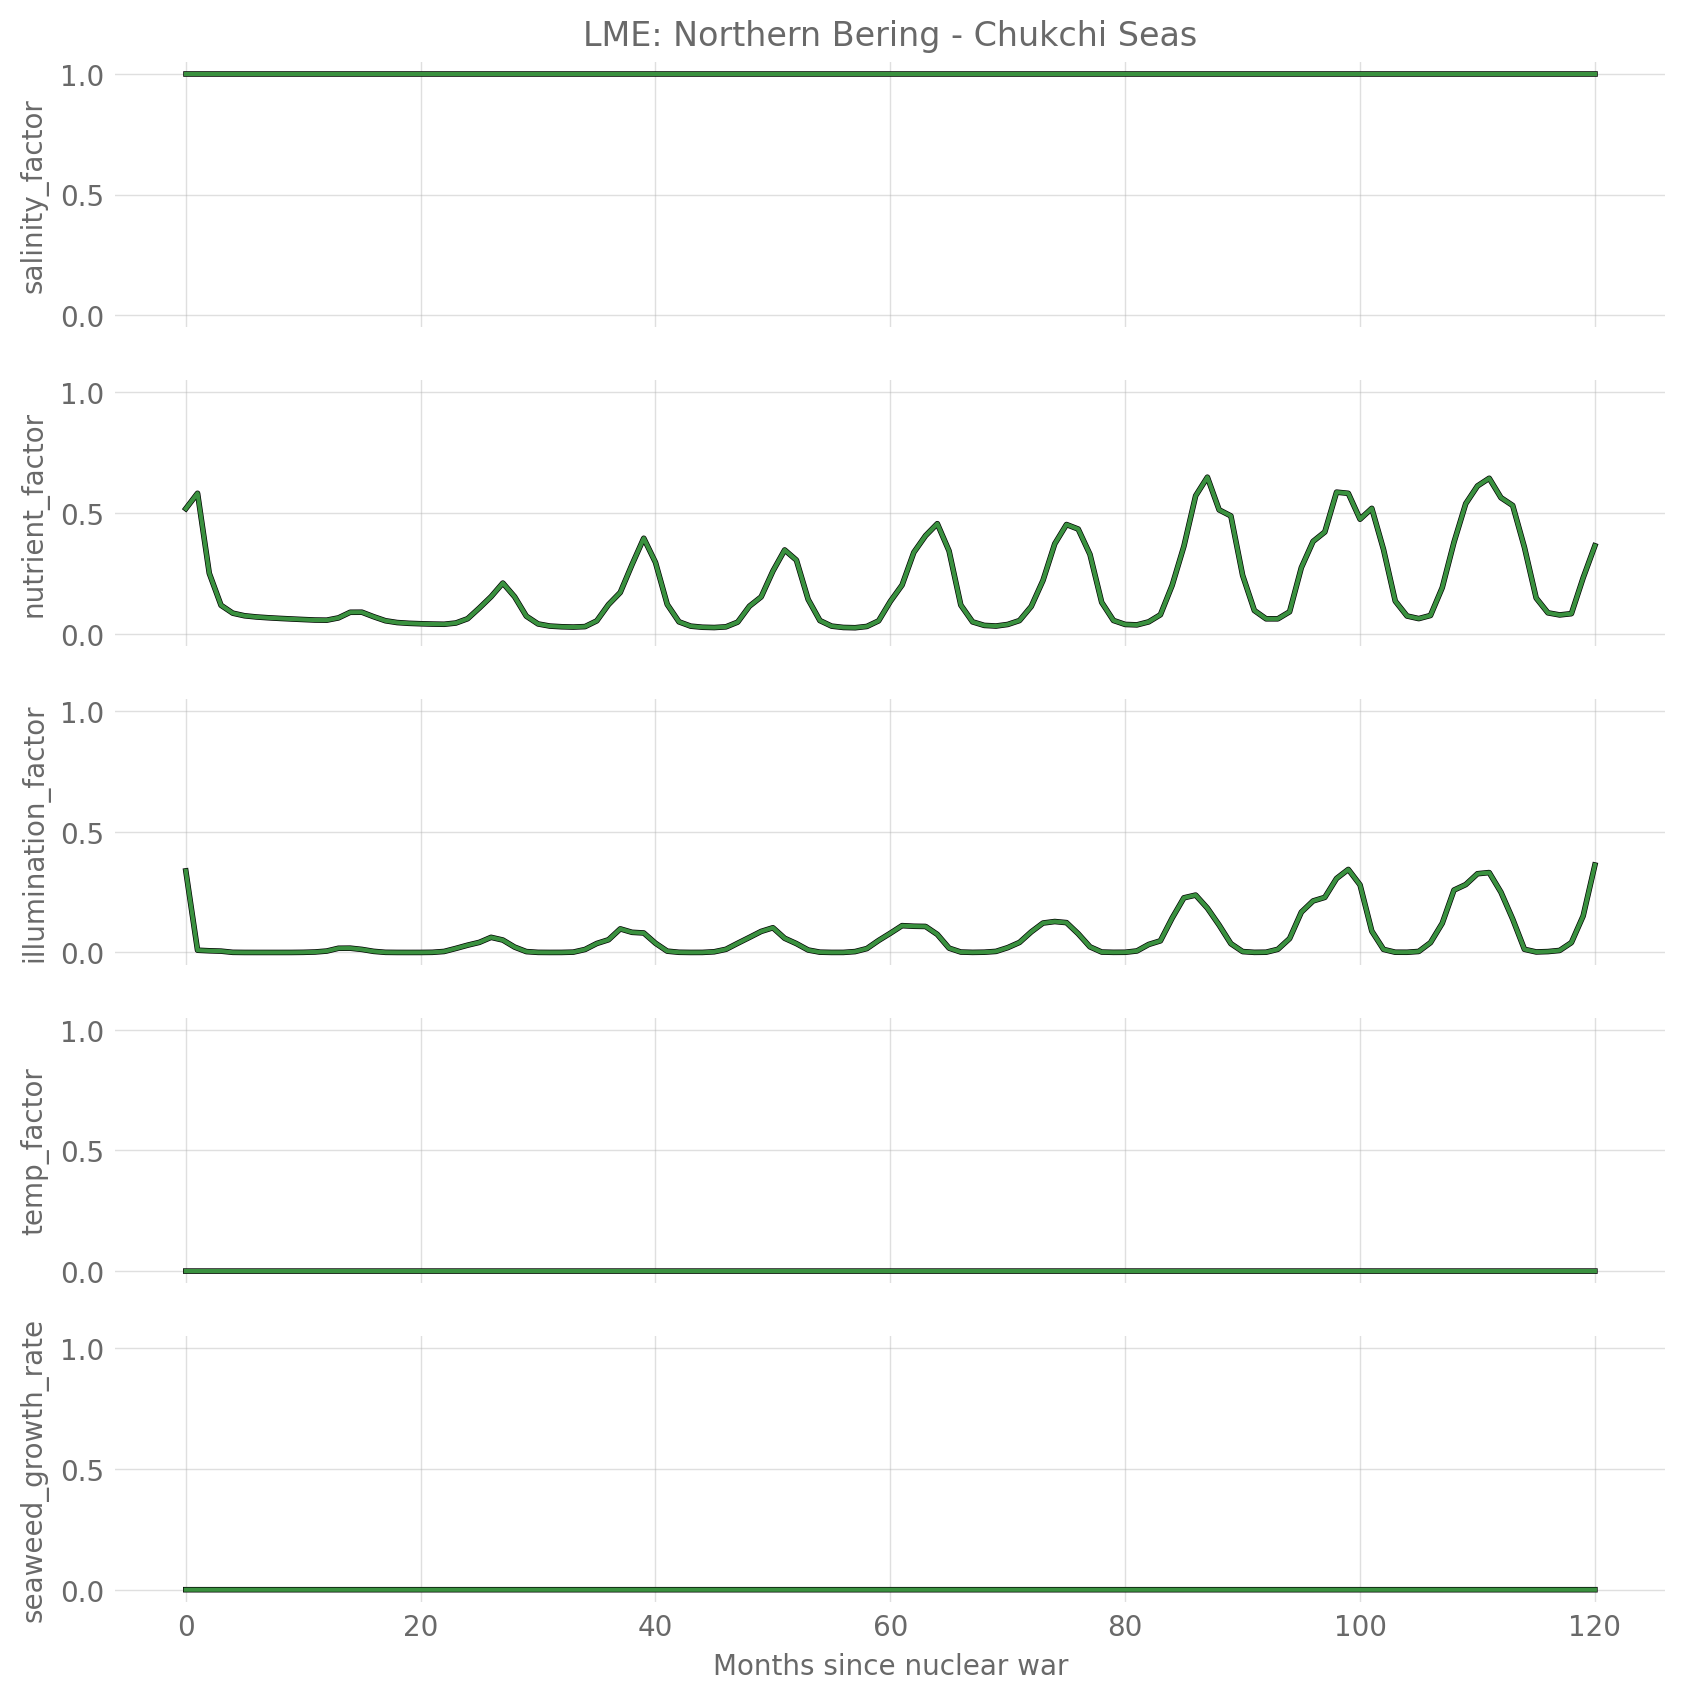 LME: Northern Bering - Chukchi Seas
1.0
0.5
0.0
salinity_factor
1.0
0.5
0.0
nutrient_factor
1.0
0.5
0.0
illumination_factor
1.0
0.5
0.0
temp_factor
1.0
0.5
0.0
seaweed_growth_rate
0 20 40 60 80 100 120
Months since nuclear war